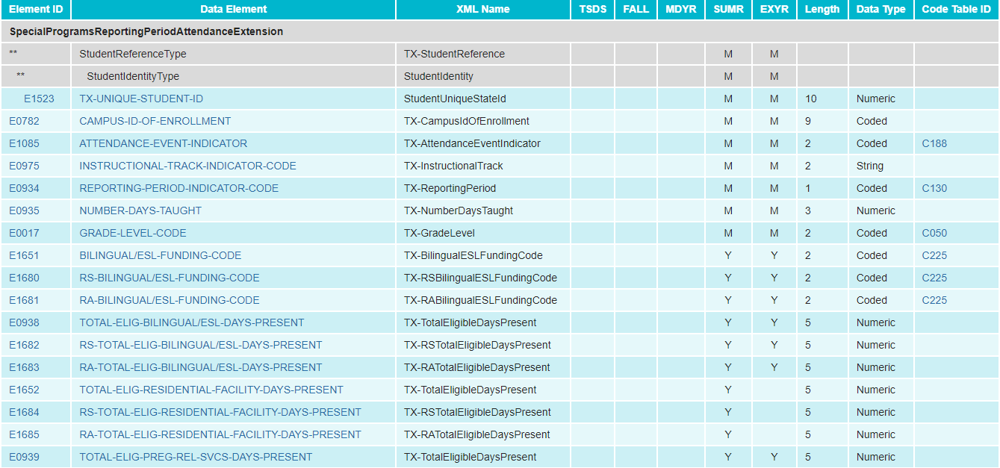 Element ID Data Element XML Name TSDS FALL MDYR SUMR EXYR Length Data Type Code Table ID
SpecialProgramsReportingPeriodAttendanceExtension
** StudentReferenceType TX-StudentReference M M
** StudentIdentityType StudentIdentity M M
E1523 TX-UNIQUE-STUDENT-ID StudentUniqueStateId M M 10 Numeric
E0782 CAMPUS-ID-OF-ENROLLMENT TX-CampusIdOfEnrollment M M 9 Coded
E1085 ATTENDANCE-EVENT-INDICATOR TX-AttendanceEventIndicator M M 2 Coded C188
E0975 INSTRUCTIONAL-TRACK-INDICATOR-CODE TX-InstructionalTrack M M 2 String
E0934 REPORTING-PERIOD-INDICATOR-CODE TX-ReportingPeriod M M 1 Coded C130
E0935 NUMBER-DAYS-TAUGHT TX-NumberDaysTaught M M 3 Numeric
E0017 GRADE-LEVEL-CODE TX-GradeLevel M M 2 Coded C050
E1651 BILINGUAL/ESL-FUNDING-CODE TX-BilingualESLFundingCode Y Y 2 Coded C225
E1680 RS-BILINGUAL/ESL-FUNDING-CODE TX-RSBilingualESLFundingCode Y Y 2 Coded C225
E1681 RA-BILINGUAL/ESL-FUNDING-CODE TX-RABilingualESLFundingCode Y Y 2 Coded C225
E0938 TOTAL-ELIG-BILINGUAL/ESL-DAYS-PRESENT TX-TotalEligibleDaysPresent Y Y 5 Numeric
E1682 RS-TOTAL-ELIG-BILINGUAL/ESL-DAYS-PRESENT TX-RSTotalEligibleDaysPresent Y Y 5 Numeric
E1683 RA-TOTAL-ELIG-BILINGUAL/ESL-DAYS-PRESENT TX-RATotalEligibleDaysPresent Y Y 5 Numeric
E1652 TOTAL-ELIG-RESIDENTIAL-FACILITY-DAYS-PRESENT TX-TotalEligibleDaysPresent Y 5 Numeric
E1684 RS-TOTAL-ELIG-RESIDENTIAL-FACILITY-DAYS-PRESENT TX-RSTotalEligibleDaysPresent Y 5 Numeric
E1685 RA-TOTAL-ELIG-RESIDENTIAL-FACILITY-DAYS-PRESENT TX-RATotalEligibleDaysPresent Y 5 Numeric
E0939 TOTAL-ELIG-PREG-REL-SVCS-DAYS-PRESENT TX-TotalEligibleDaysPresent Y Y 5 Numeric